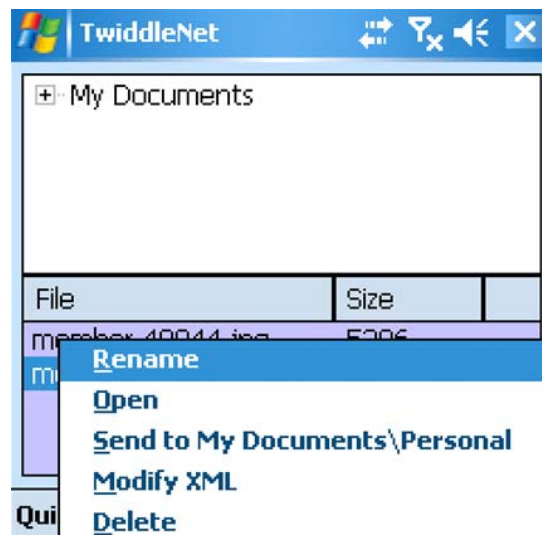 TwiddleNet
My Documents
File Size
Rename
Open
Send to My Documents\Personal
Modify XML
Delete